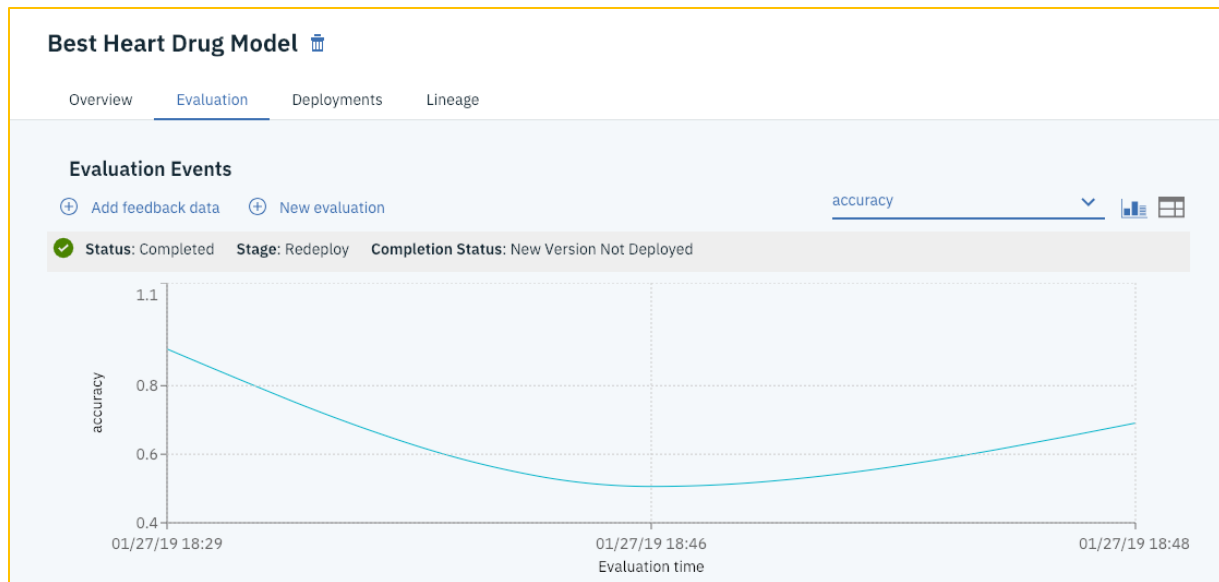 Best Heart Drug Model
Overview Evaluation Deployments Lineage
Evaluation Events
Add feedback data New evaluation accuracy
Status: Completed Stage: Redeploy Completion Status: New Version Not Deployed
1.1
0.8
accuracy
0.6
0.4
01/27/19 18:29 01/27/19 18:46 01/27/19 18:48
Evaluation time